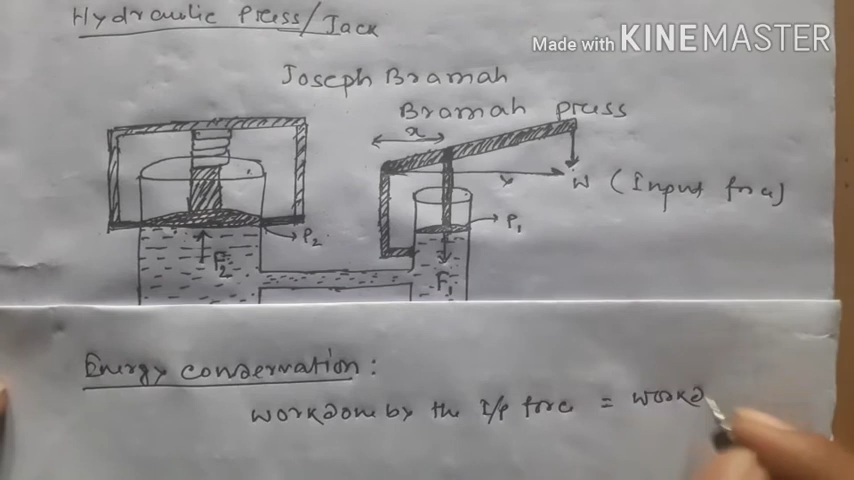 Hydraulic Press/Jack
Made with KINEMASTER
Joseph Bramah
Bramah press
x
y
W (Input force)
P1
P2
F2
F1
Energy conservation:
workdone by the I/p force = workd